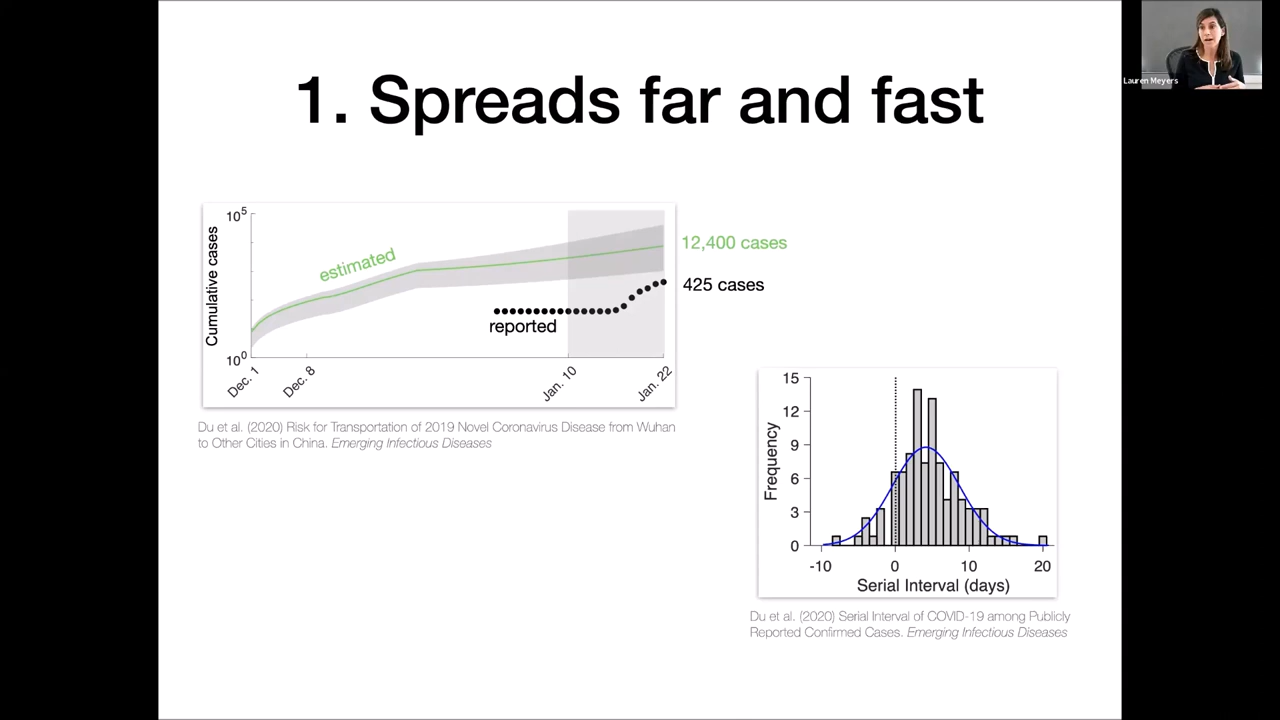 Lauren Meyers
1. Spreads far and fast
10⁵
10⁰
Cumulative cases
estimated
reported
12,400 cases
425 cases
Dec. 1
Dec. 8
Jan. 10
Jan. 22
Du et al. (2020) Risk for Transportation of 2019 Novel Coronavirus Disease from Wuhan
to Other Cities in China. Emerging Infectious Diseases
15
12
9
6
3
0
Frequency
-10
0
10
20
Serial Interval (days)
Du et al. (2020) Serial Interval of COVID-19 among Publicly
Reported Confirmed Cases. Emerging Infectious Diseases